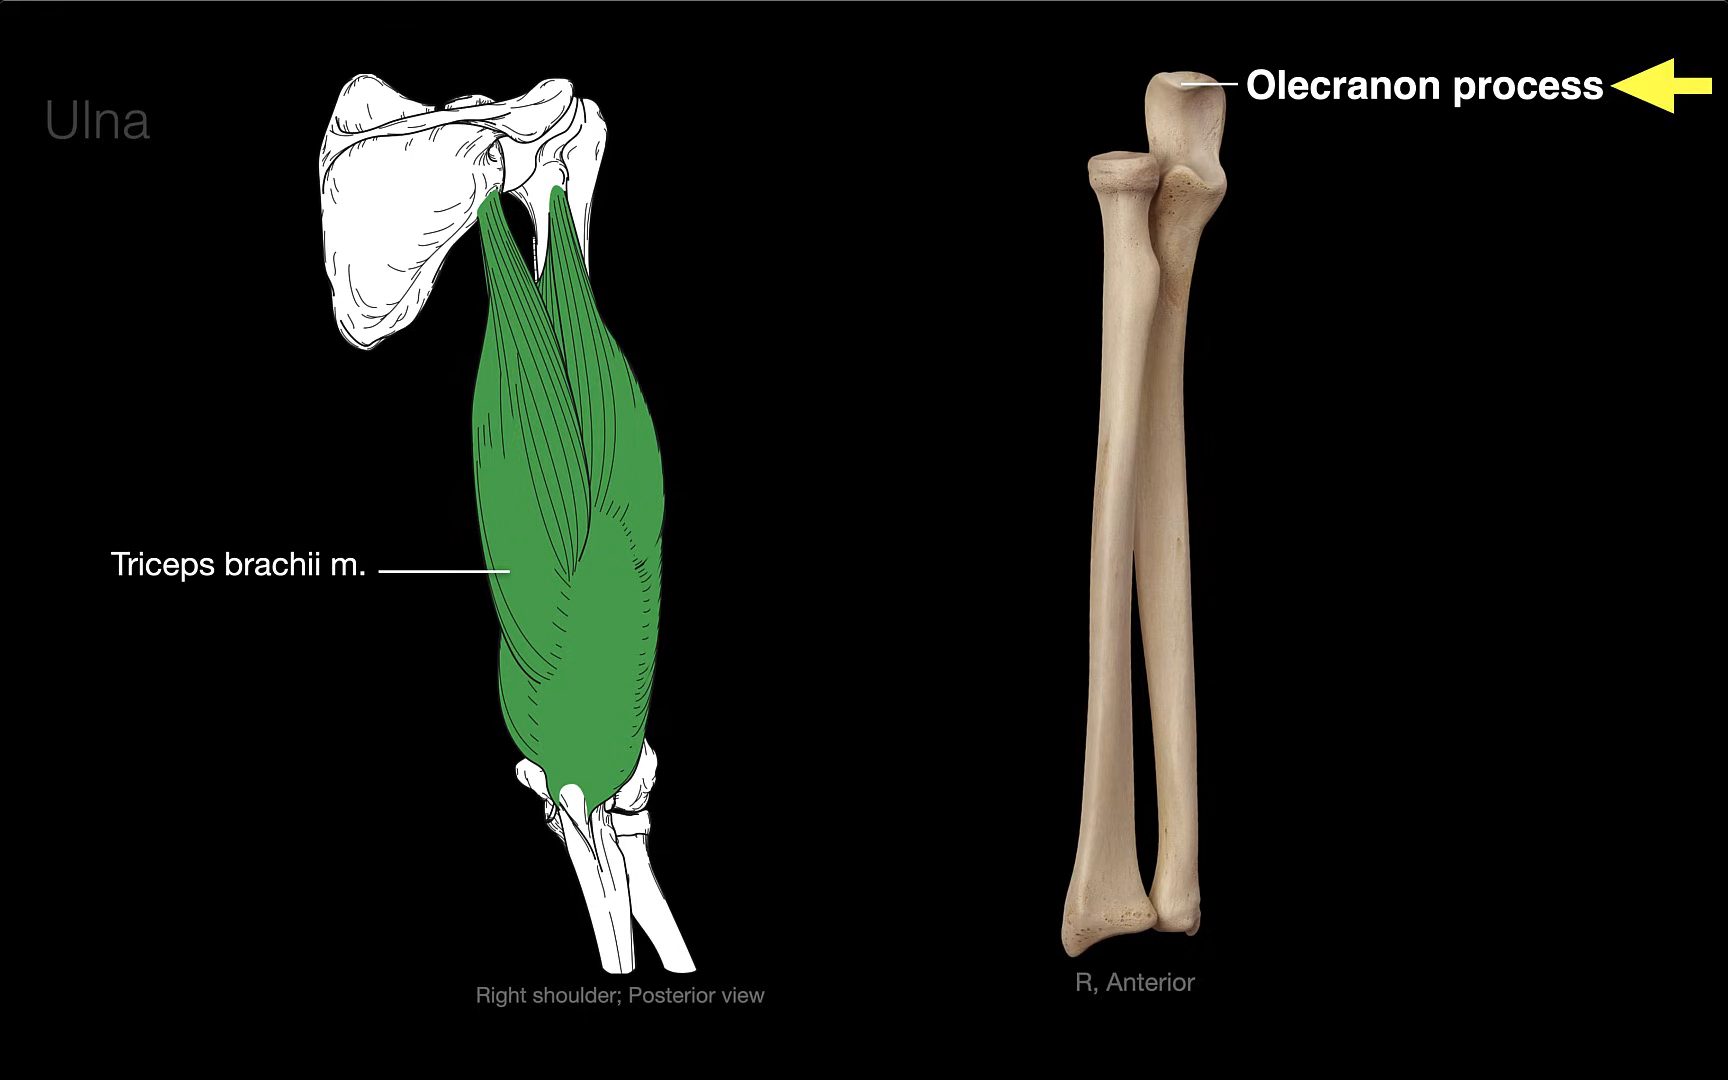 Ulna
Olecranon process
Triceps brachii m.
Right shoulder; Posterior view
R, Anterior